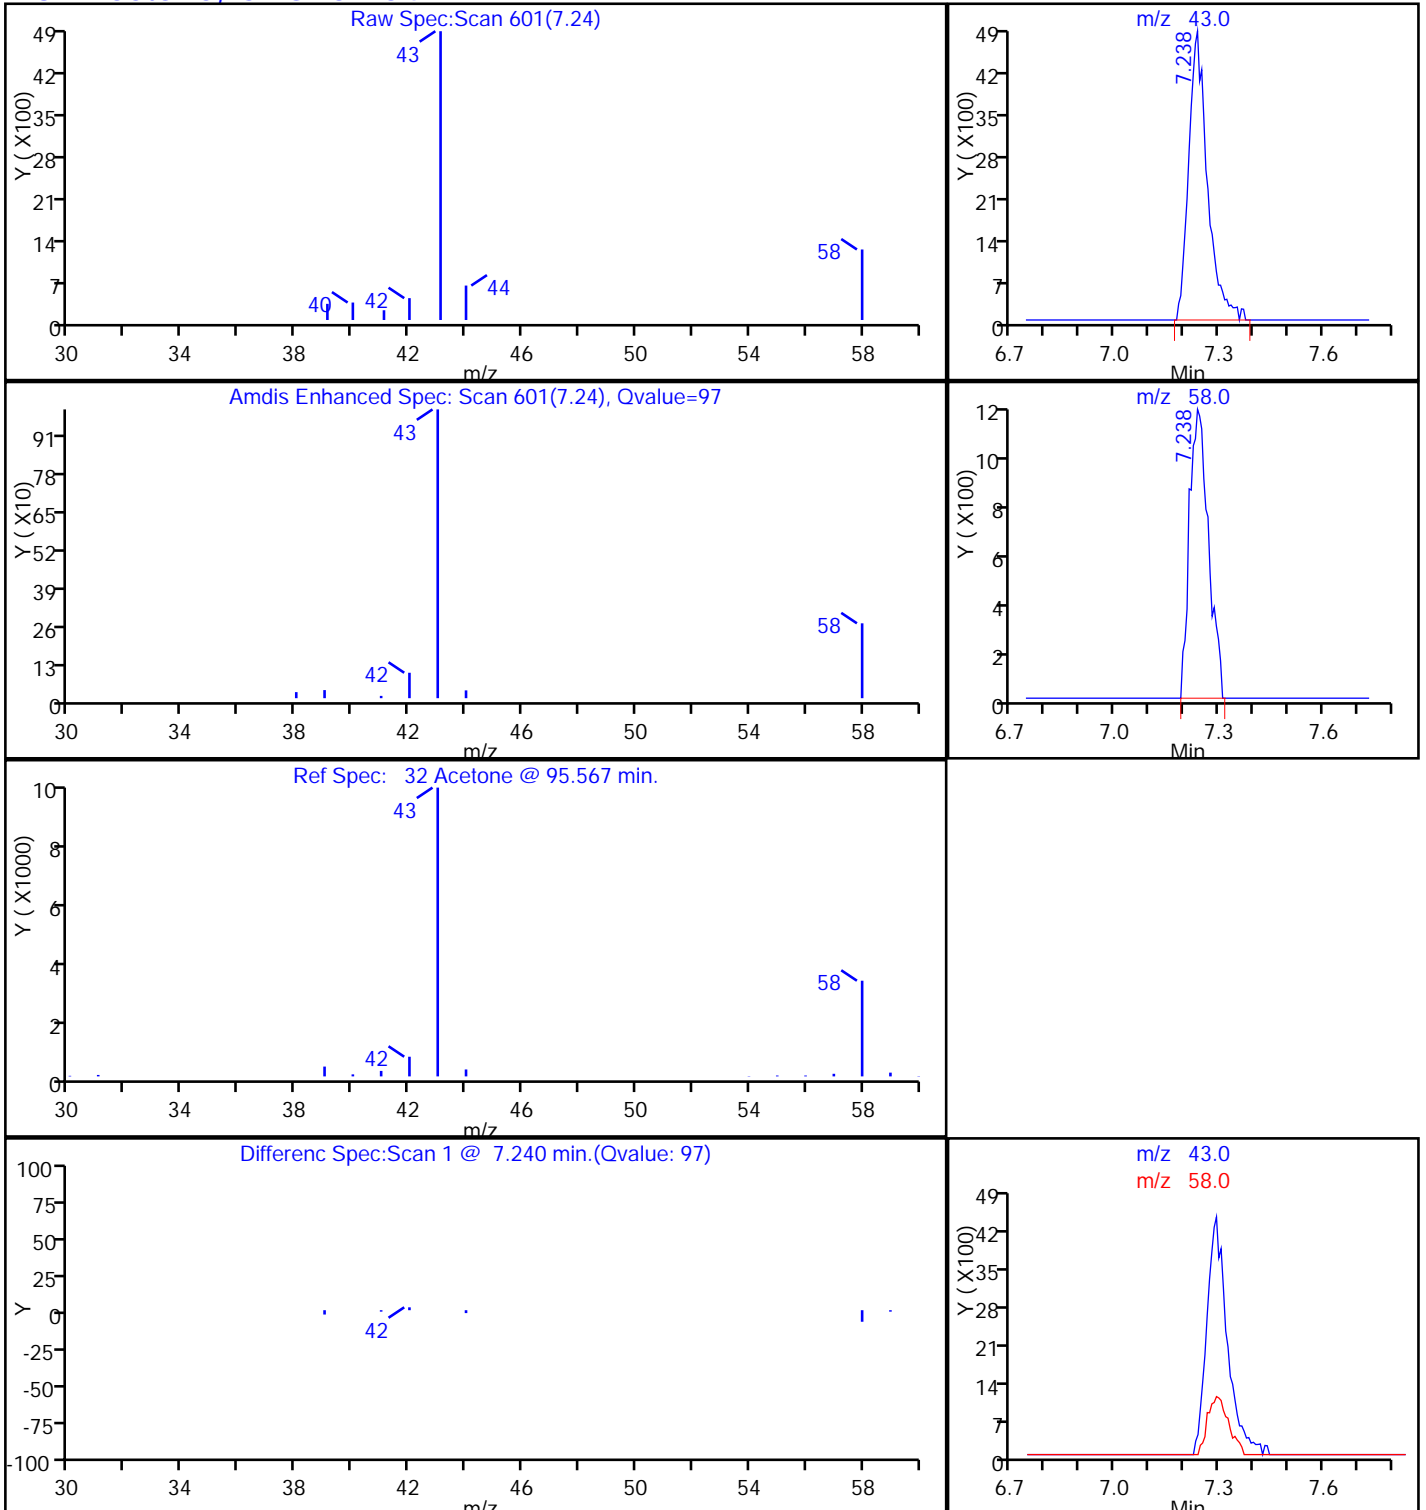 Raw Spec:Scan 601(7.24)
49
42
35
28
21
14
7
0
Y ( X100)
43
40
42
44
58
30 34 38 42 46 50 54 58
m/z
m/z 43.0
49
42
35
28
21
14
7
0
Y ( X100)
7.238
6.7 7.0 7.3 7.6
Min
Amdis Enhanced Spec: Scan 601(7.24), Qvalue=97
91
78
65
52
39
26
13
0
Y ( X10)
43
42
58
30 34 38 42 46 50 54 58
m/z
m/z 58.0
12
10
8
6
4
2
0
Y ( X100)
7.238
6.7 7.0 7.3 7.6
Min
Ref Spec: 32 Acetone @ 95.567 min.
10
8
6
4
2
0
Y ( X1000)
43
42
58
30 34 38 42 46 50 54 58
m/z
Differenc Spec:Scan 1 @ 7.240 min.(Qvalue: 97)
100
75
50
25
0
-25
-50
-75
-100
Y
42
30 34 38 42 46 50 54 58
m/z
m/z 43.0
m/z 58.0
49
42
35
28
21
14
7
0
Y ( X100)
6.7 7.0 7.3 7.6
Min